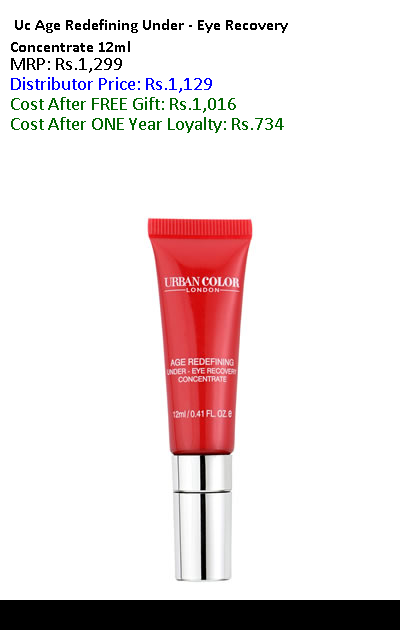 Uc Age Redefining Under - Eye Recovery
Concentrate 12ml
MRP: Rs.1,299
Distributor Price: Rs.1,129
Cost After FREE Gift: Rs.1,016
Cost After ONE Year Loyalty: Rs.734
URBAN COLOR
LONDON
AGE REDEFINING
UNDER - EYE RECOVERY
CONCENTRATE
12ml / 0.41 FL. OZ. e